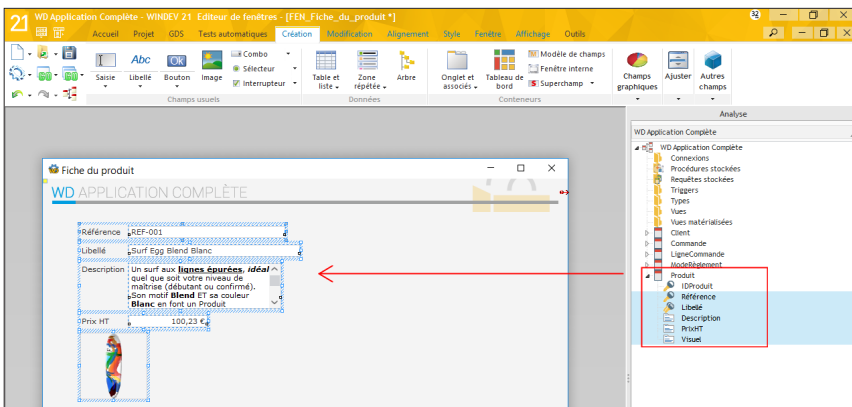 21 WD Application Complète - WINDEV 21 Editeur de fenêtres - [FEN_Fiche_du_produit *]
32
Accueil Projet GDS Tests automatiques Création Modification Alignement Style Fenêtre Affichage Outils
Saisie
Abc
Libellé
OK
Bouton
Image
Combo
Sélecteur
Interrupteur
Champs usuels
Table et liste
Zone répétée
Arbre
Données
Onglet et associés
Tableau de bord
Modèle de champs
Fenêtre interne
S Superchamp
Conteneurs
Champs graphiques
Ajuster
Autres champs
Analyse
WD Application Complète
WD Application Complète
Connexions
Procédures stockées
Requêtes stockées
Triggers
Types
Vues
Vues matérialisées
Client
Commande
LigneCommande
ModeRèglement
Produit
IDProduit
Référence
Libellé
Description
PrixHT
Visuel
Fiche du produit
WD APPLICATION COMPLÈTE
Référence REF-001
Libellé Surf Egg Blend Blanc
Description Un surf aux lignes épurées, idéal
quel que soit votre niveau de
maîtrise (débutant ou confirmé).
Son motif Blend ET sa couleur
Blanc en font un Produit
Prix HT 100,23 €